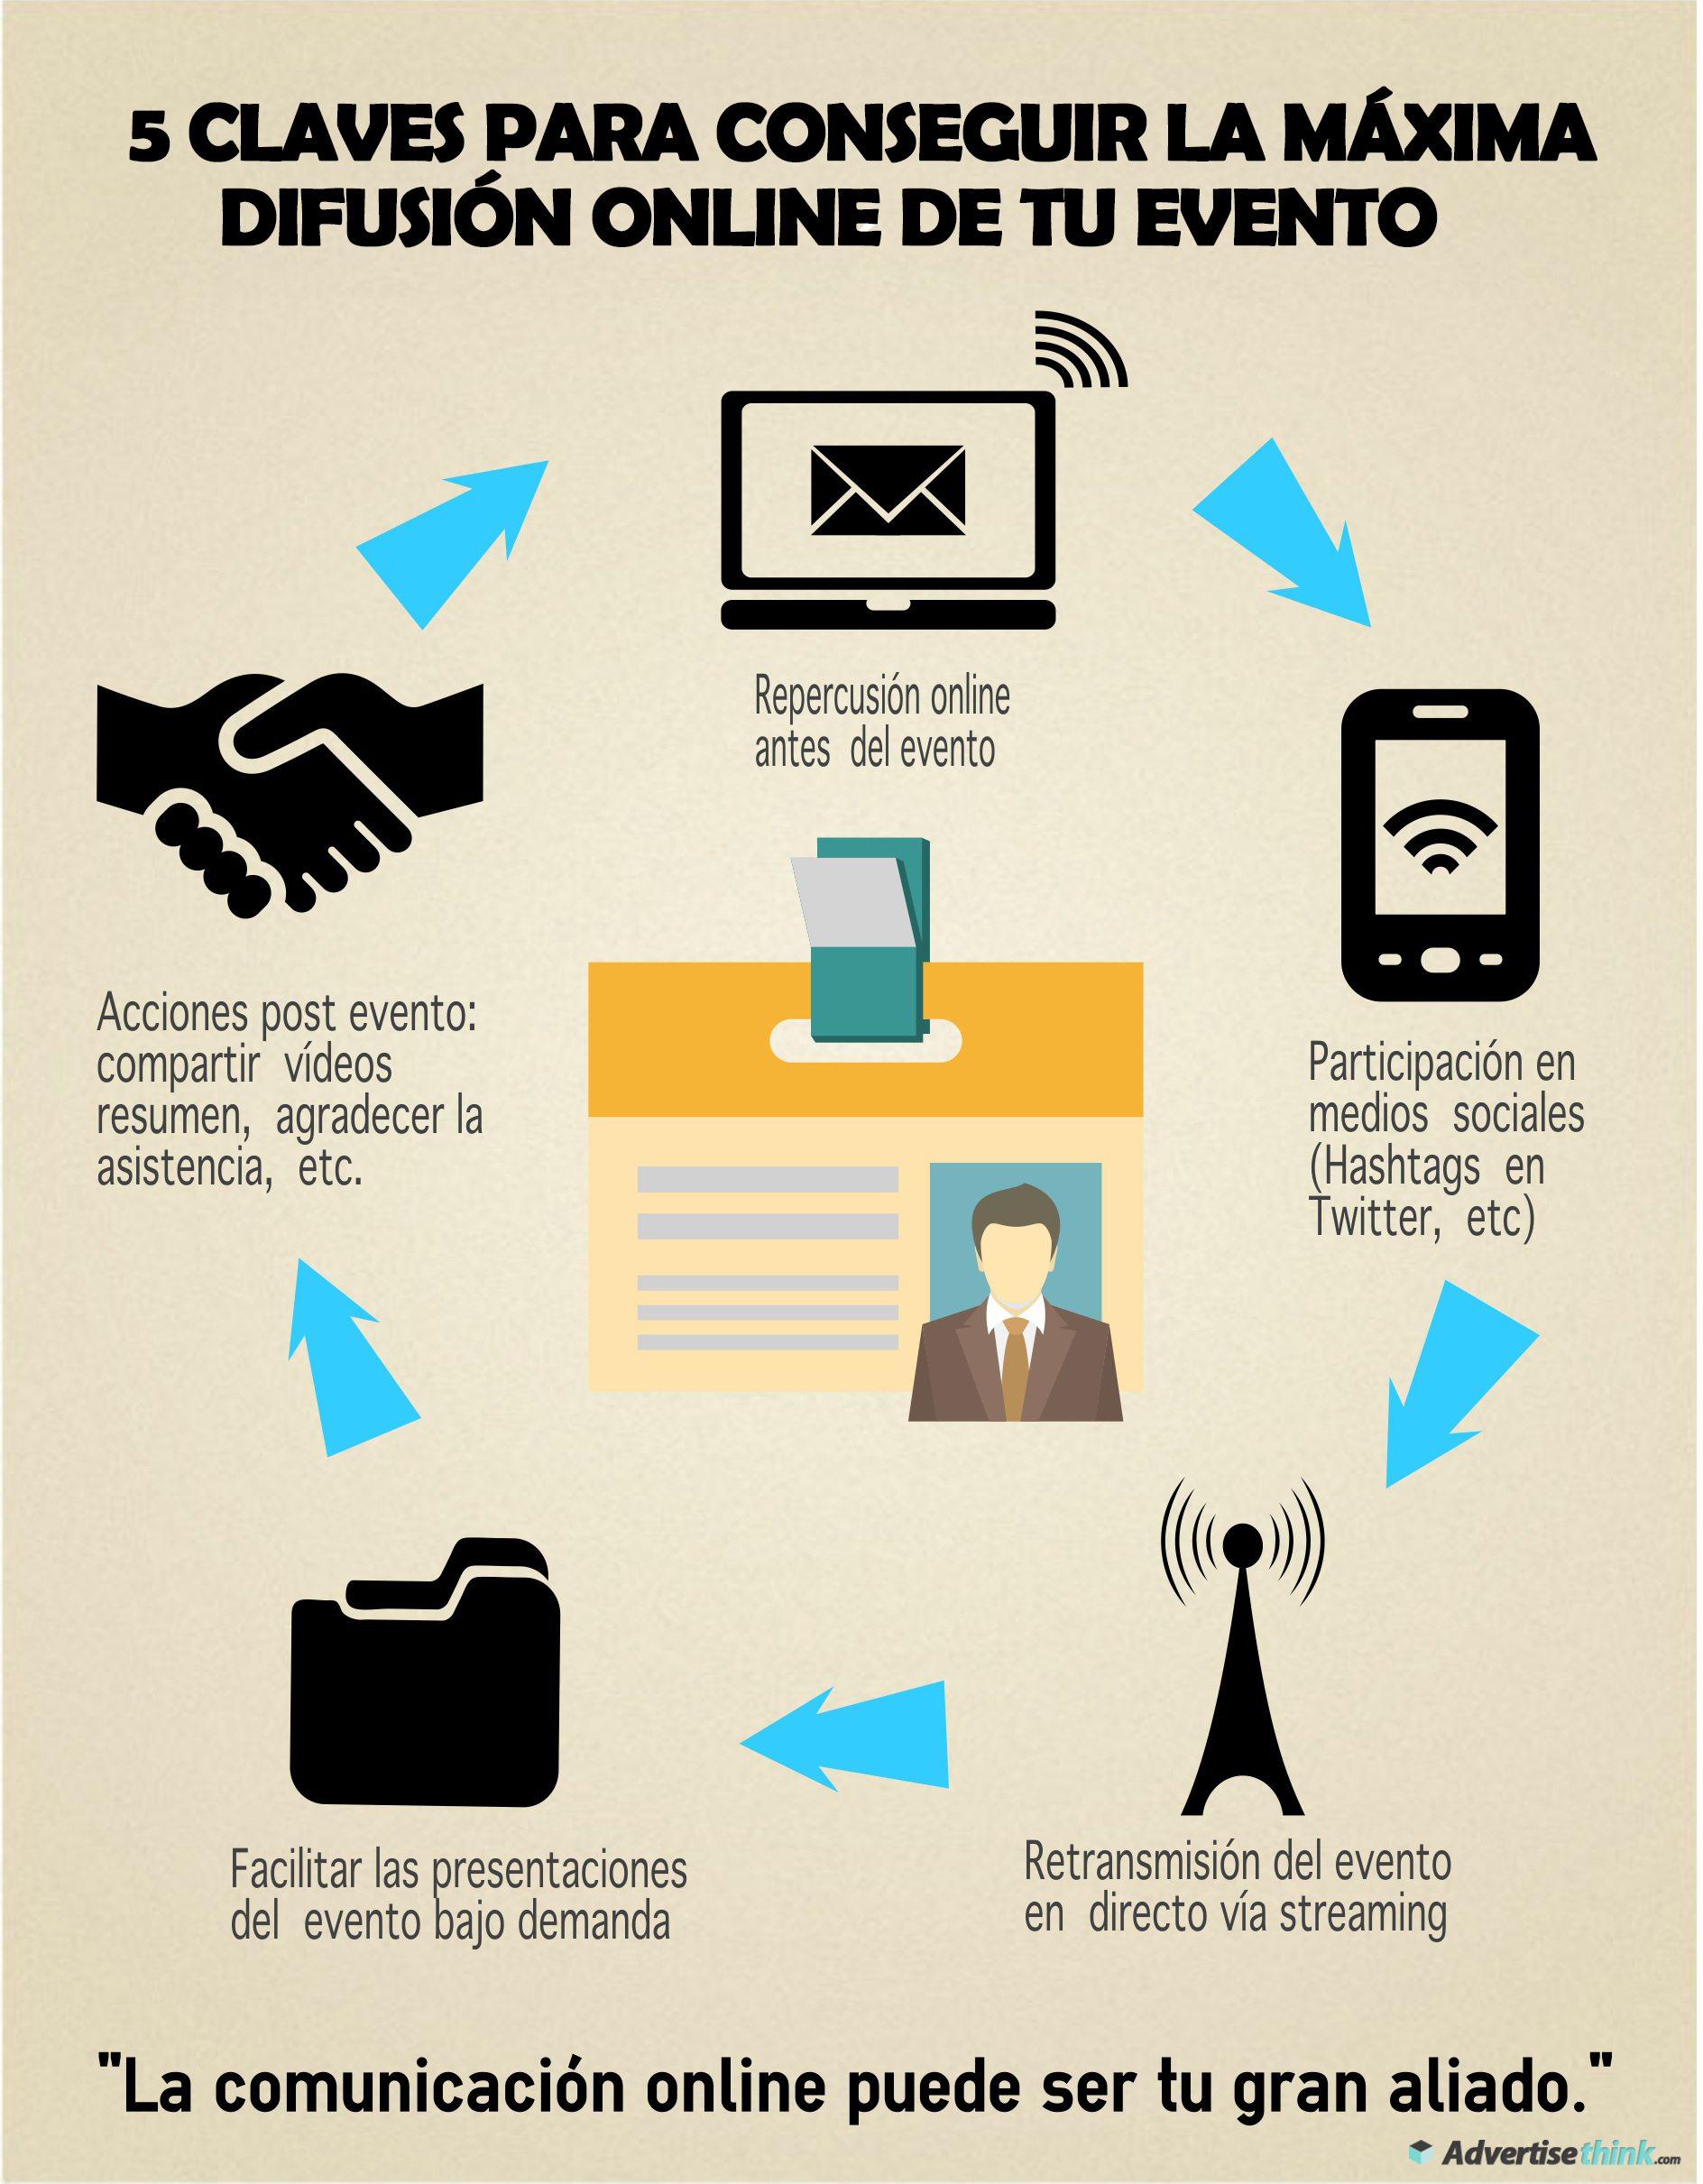 5 CLAVES PARA CONSEGUIR LA MÁXIMA
DIFUSIÓN ONLINE DE TU EVENTO
Repercusión online
antes del evento
Participación en
medios sociales
(Hashtags en
Twitter, etc)
Retransmisión del evento
en directo vía streaming
Facilitar las presentaciones
del evento bajo demanda
Acciones post evento:
compartir vídeos
resumen, agradecer la
asistencia, etc.
"La comunicación online puede ser tu gran aliado."
Advertisethink.com